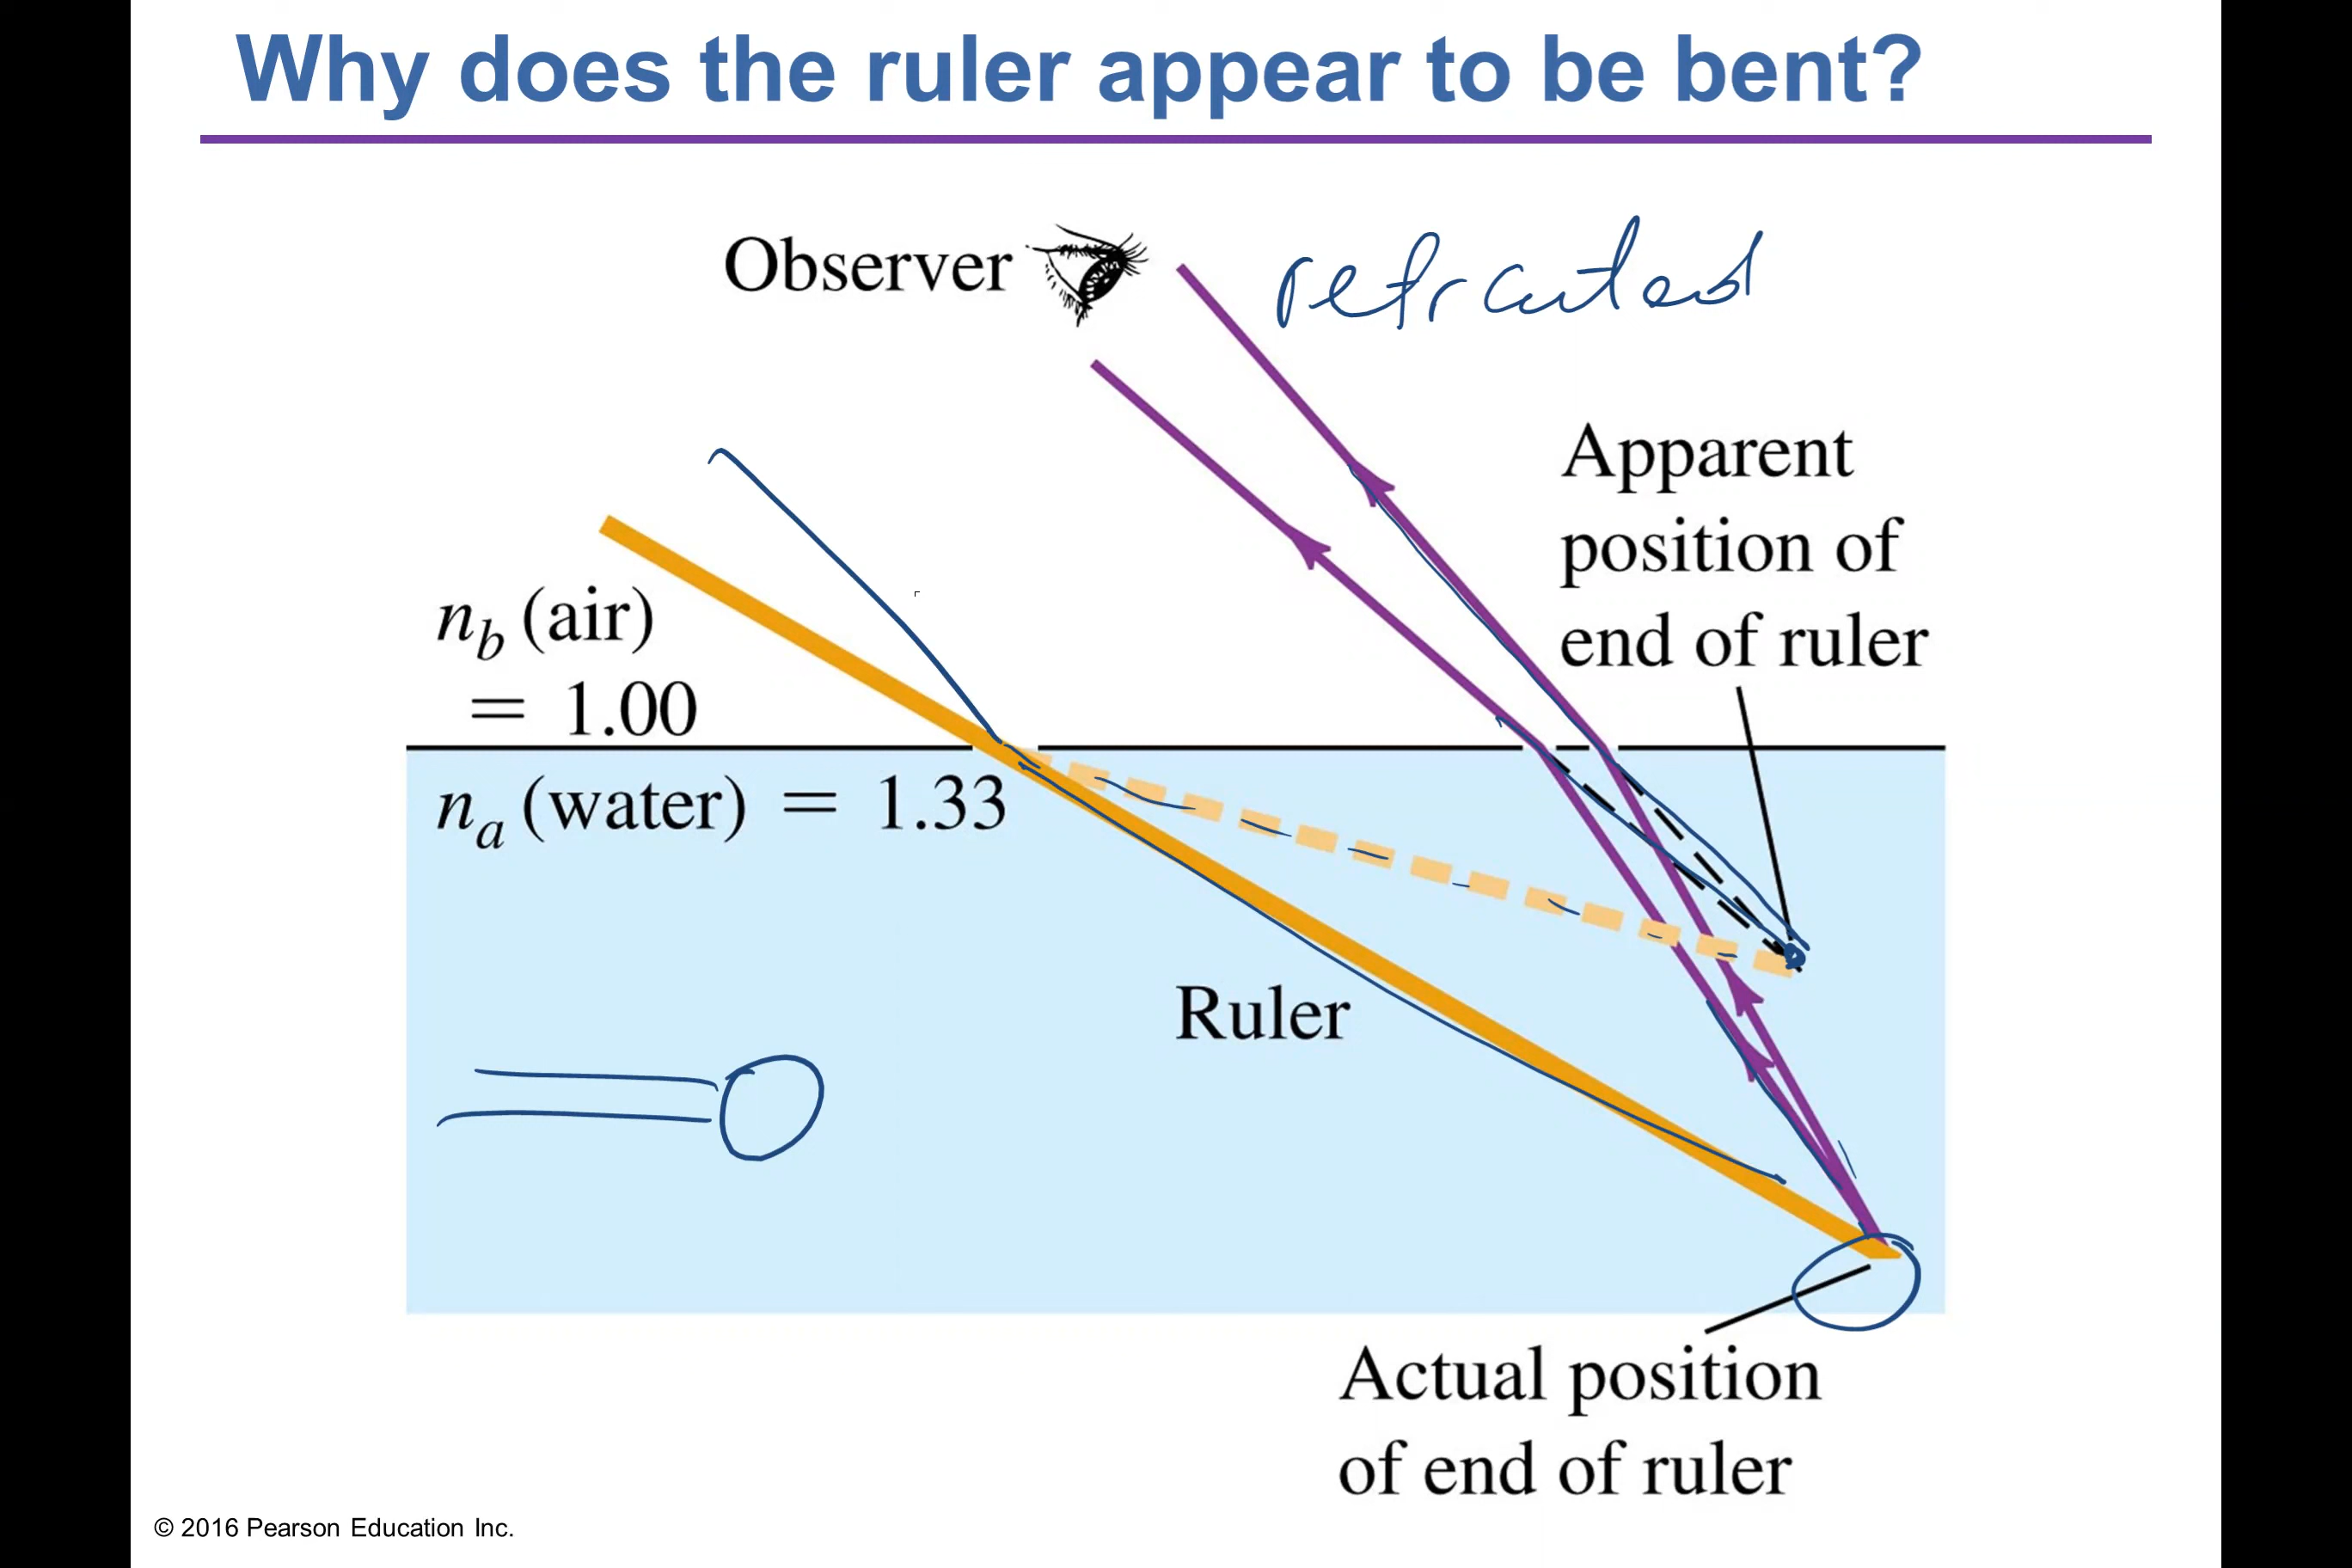 Why does the ruler appear to be bent?
Observer
refracted
Apparent
position of
end of ruler
n_b (air)
= 1.00
n_a (water) = 1.33
Ruler
Actual position
of end of ruler
© 2016 Pearson Education Inc.